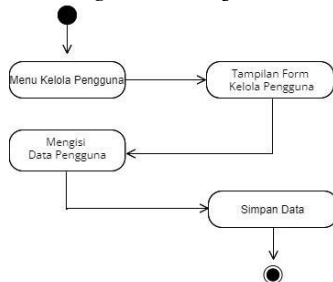 Menu Kelola Pengguna
Tampilan Form
Kelola Pengguna
Mengisi
Data Pengguna
Simpan Data